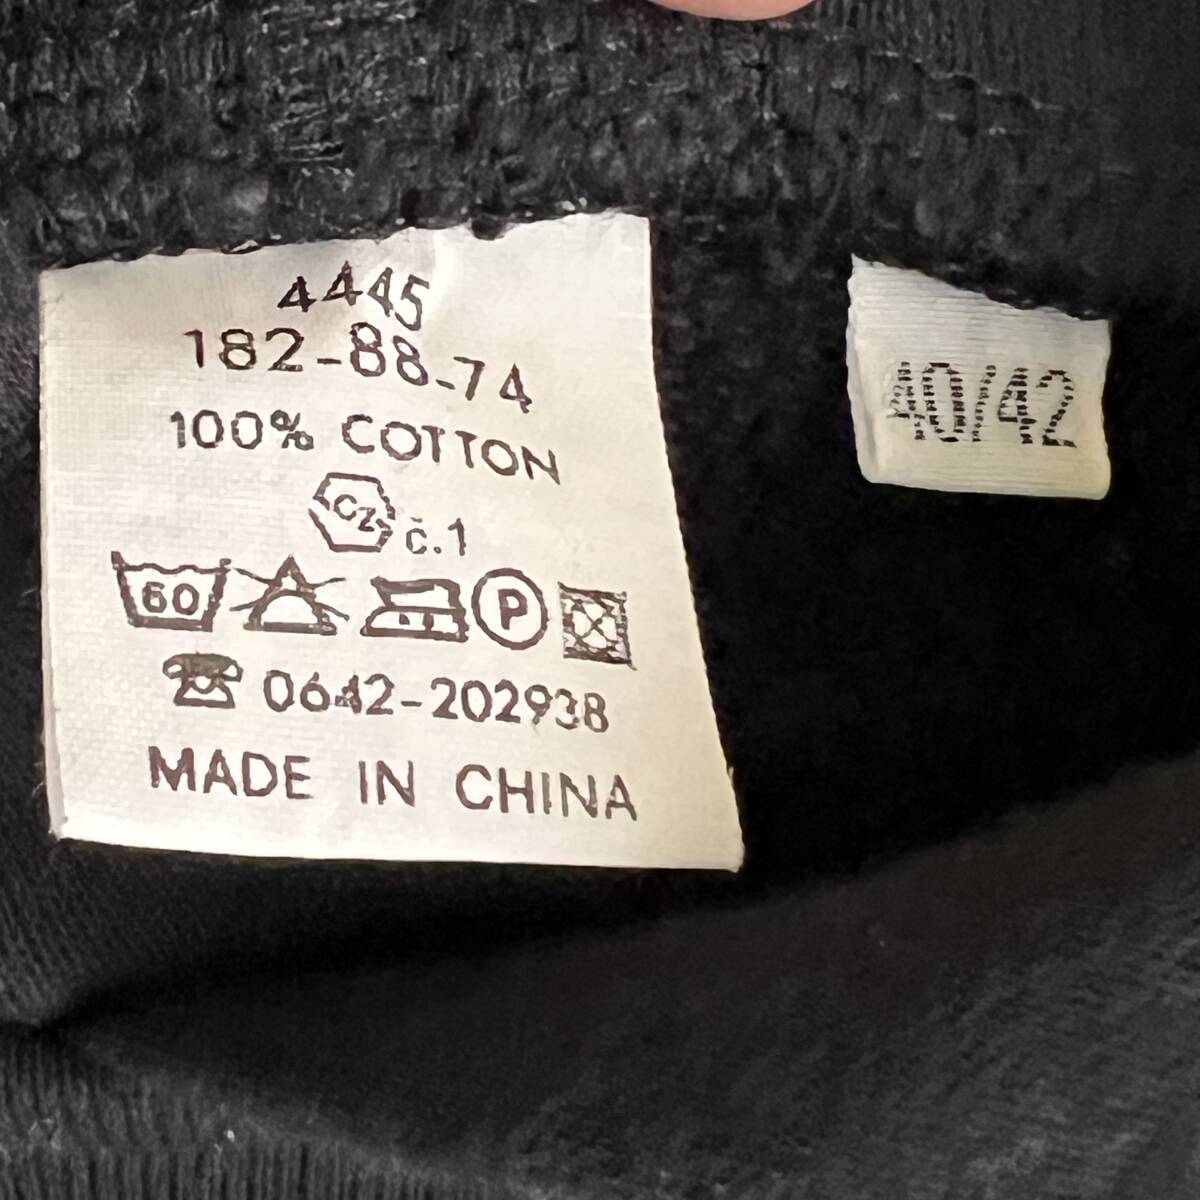 4445
182-88-74
100% COTTON
CZ č.1
60 P
0642-202938
MADE IN CHINA
40/42